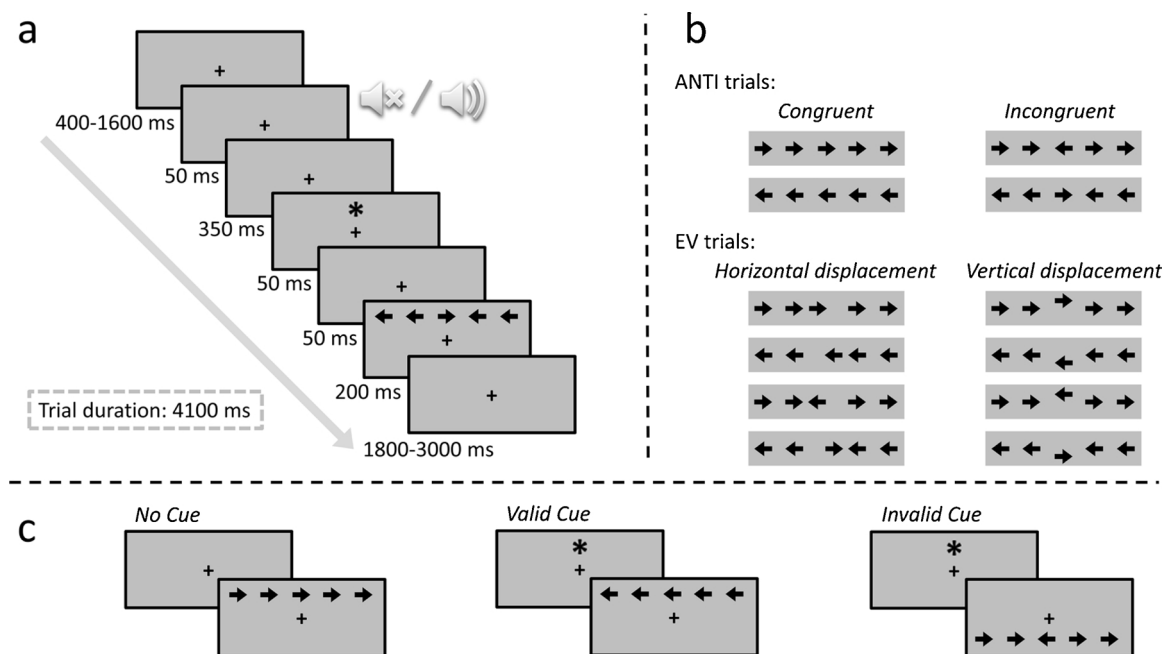 a
400-1600 ms
50 ms
350 ms
50 ms
50 ms
200 ms
1800-3000 ms
Trial duration: 4100 ms
b
ANTI trials:
Congruent
Incongruent
EV trials:
Horizontal displacement
Vertical displacement
c
No Cue
Valid Cue
Invalid Cue